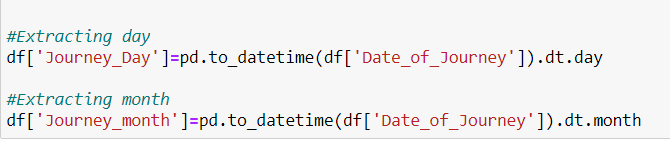 #Extracting day
df['Journey_Day']=pd.to_datetime(df['Date_of_Journey']).dt.day
#Extracting month
df['Journey_month']=pd.to_datetime(df['Date_of_Journey']).dt.month